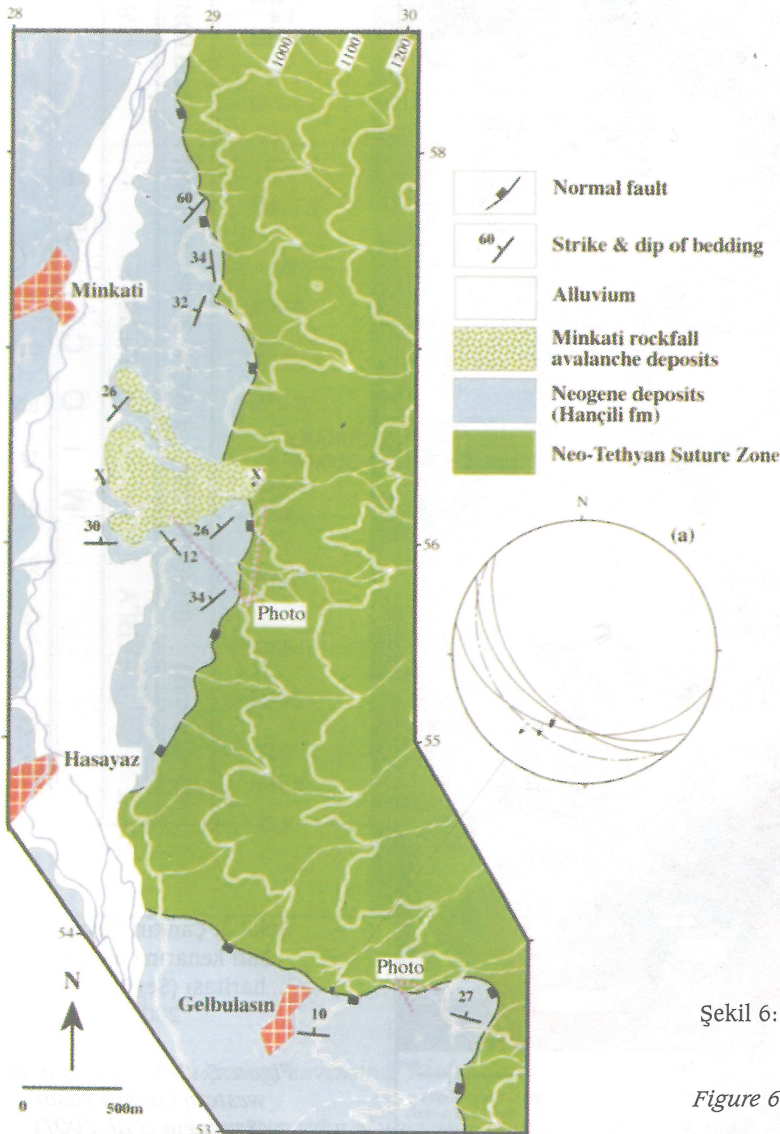 28
29
30
1000
1100
1200
58
60
34
32
Minkati
26
X
X
30
26
12
56
34
Photo
55
Hasayaz
54
N
Gelbulasın
Photo
10
27
0
500m
53
Normal fault
60
Strike & dip of bedding
Alluvium
Minkati rockfall
avalanche deposits
Neogene deposits
(Hançili fm)
Neo-Tethyan Suture Zone
N
(a)
Şekil 6:
Figure 6